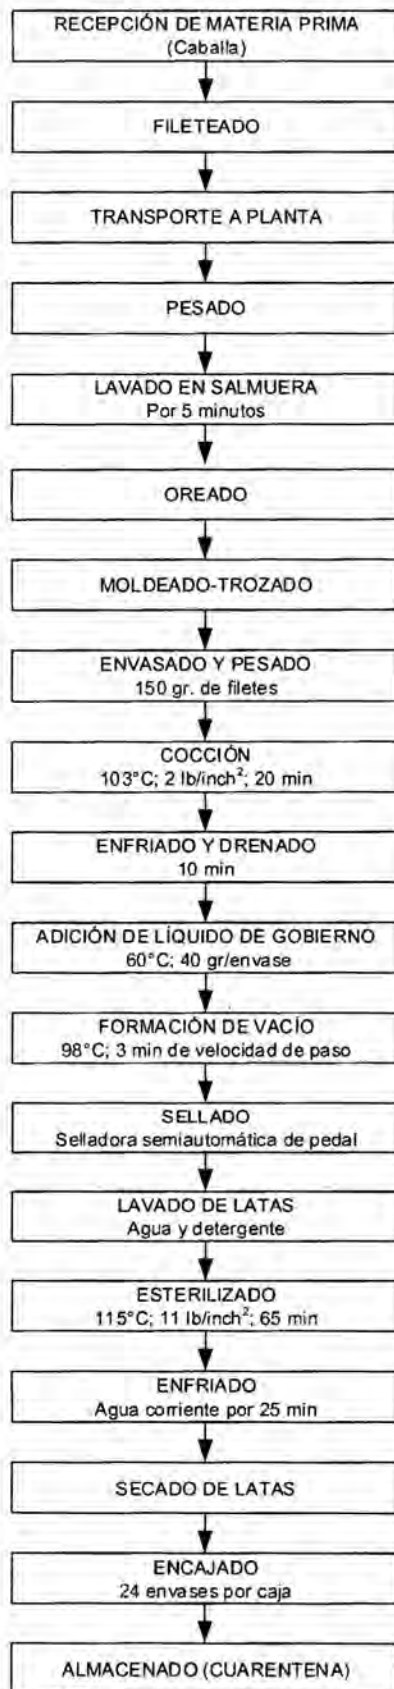 RECEPCIÓN DE MATERIA PRIMA
(Caballa)
FILETEADO
TRANSPORTE A PLANTA
PESADO
LAVADO EN SALMUERA
Por 5 minutos
OREADO
MOLDEADO-TROZADO
ENVASADO Y PESADO
150 gr. de filetes
COCCIÓN
103°C; 2 lb/inch²; 20 min
ENFRIADO Y DRENADO
10 min
ADICIÓN DE LÍQUIDO DE GOBIERNO
60°C; 40 gr/envase
FORMACIÓN DE VACÍO
98°C; 3 min de velocidad de paso
SELLADO
Selladora semiautomática de pedal
LAVADO DE LATAS
Agua y detergente
ESTERILIZADO
115°C; 11 lb/inch²; 65 min
ENFRIADO
Agua corriente por 25 min
SECADO DE LATAS
ENCAJADO
24 envases por caja
ALMACENADO (CUARENTENA)